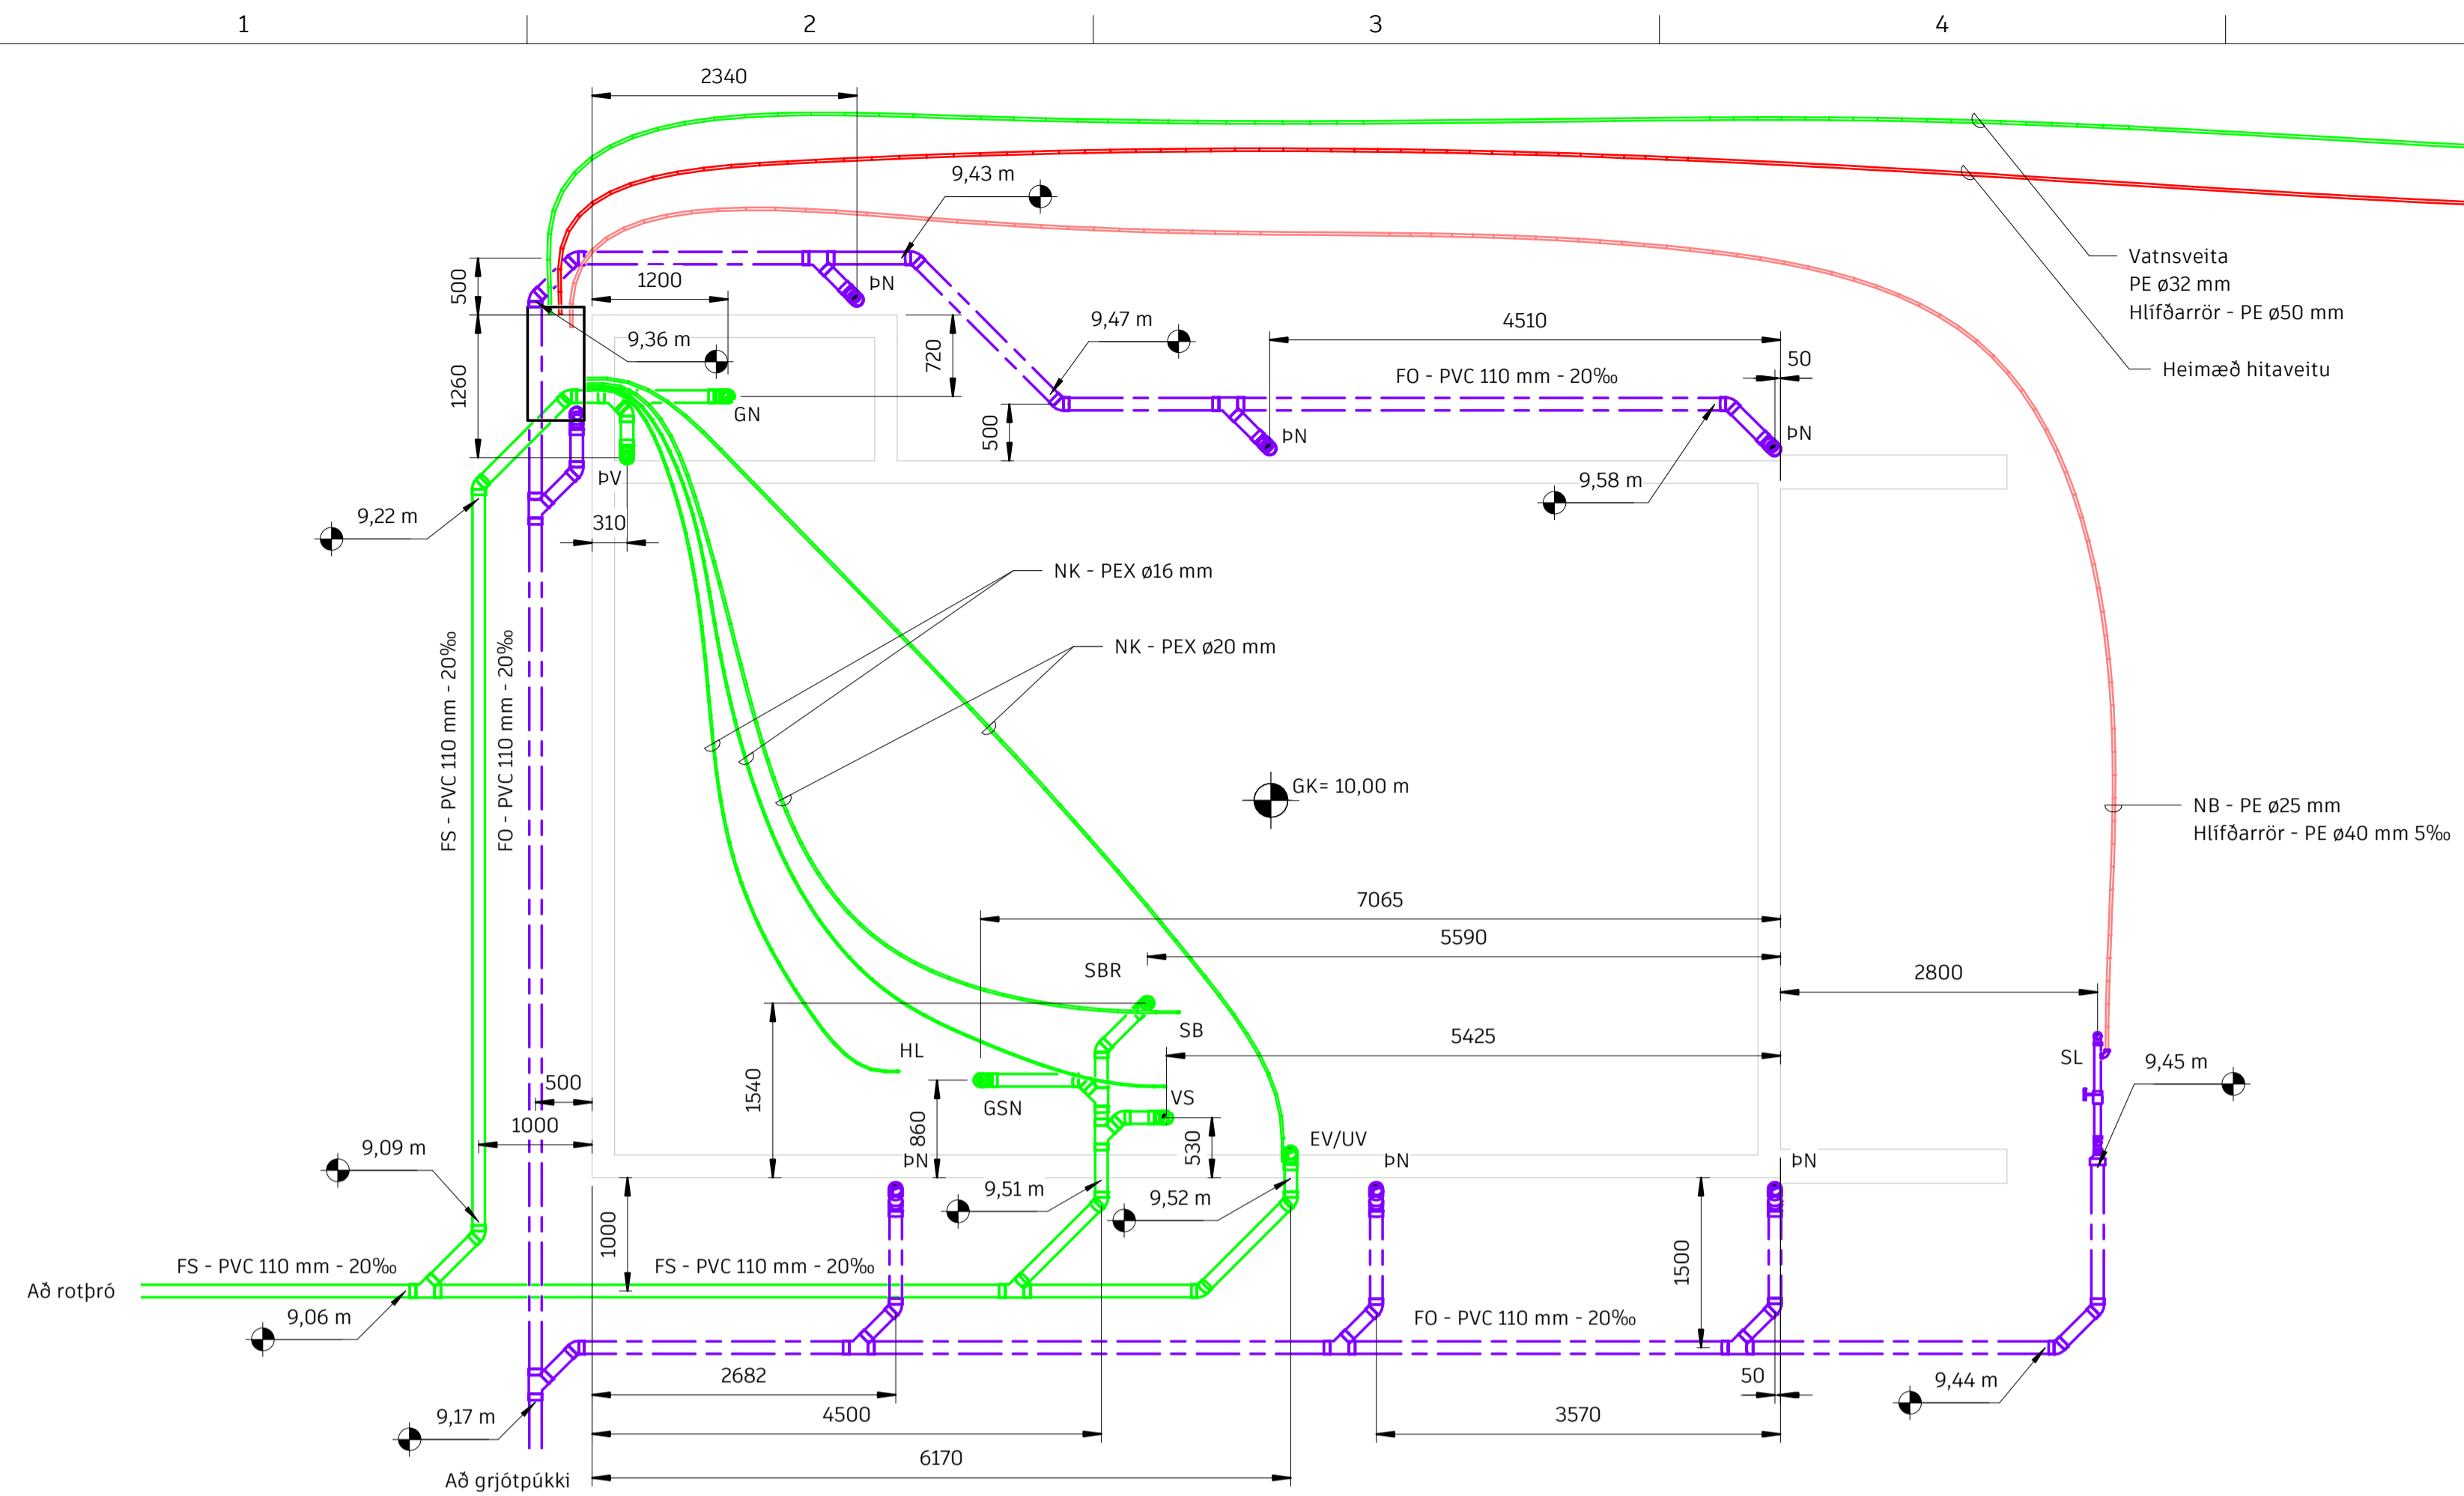 1
2
3
4
2340
9,43 m
Vatnsveita
PE ø32 mm
Hlífðarrör - PE ø50 mm
500
1200
ÞN
9,36 m
9,47 m
4510
720
50
Heimæð hitaveitu
1260
FO - PVC 110 mm - 20‰
GN
500
ÞN
ÞN
ÞV
9,58 m
9,22 m
310
NK - PEX ø16 mm
NK - PEX ø20 mm
FS - PVC 110 mm - 20‰
FO - PVC 110 mm - 20‰
GK= 10,00 m
NB - PE ø25 mm
Hlífðarrör - PE ø40 mm 5‰
7065
5590
SBR
2800
SB
5425
HL
SL
9,45 m
500
1540
GSN
VS
1000
860
530
EV/UV
9,09 m
ÞN
ÞN
ÞN
9,51 m
9,52 m
1000
1500
FS - PVC 110 mm - 20‰
FS - PVC 110 mm - 20‰
Að rotþró
9,06 m
FO - PVC 110 mm - 20‰
2682
50
9,44 m
9,17 m
4500
3570
6170
Að grjótpúkki